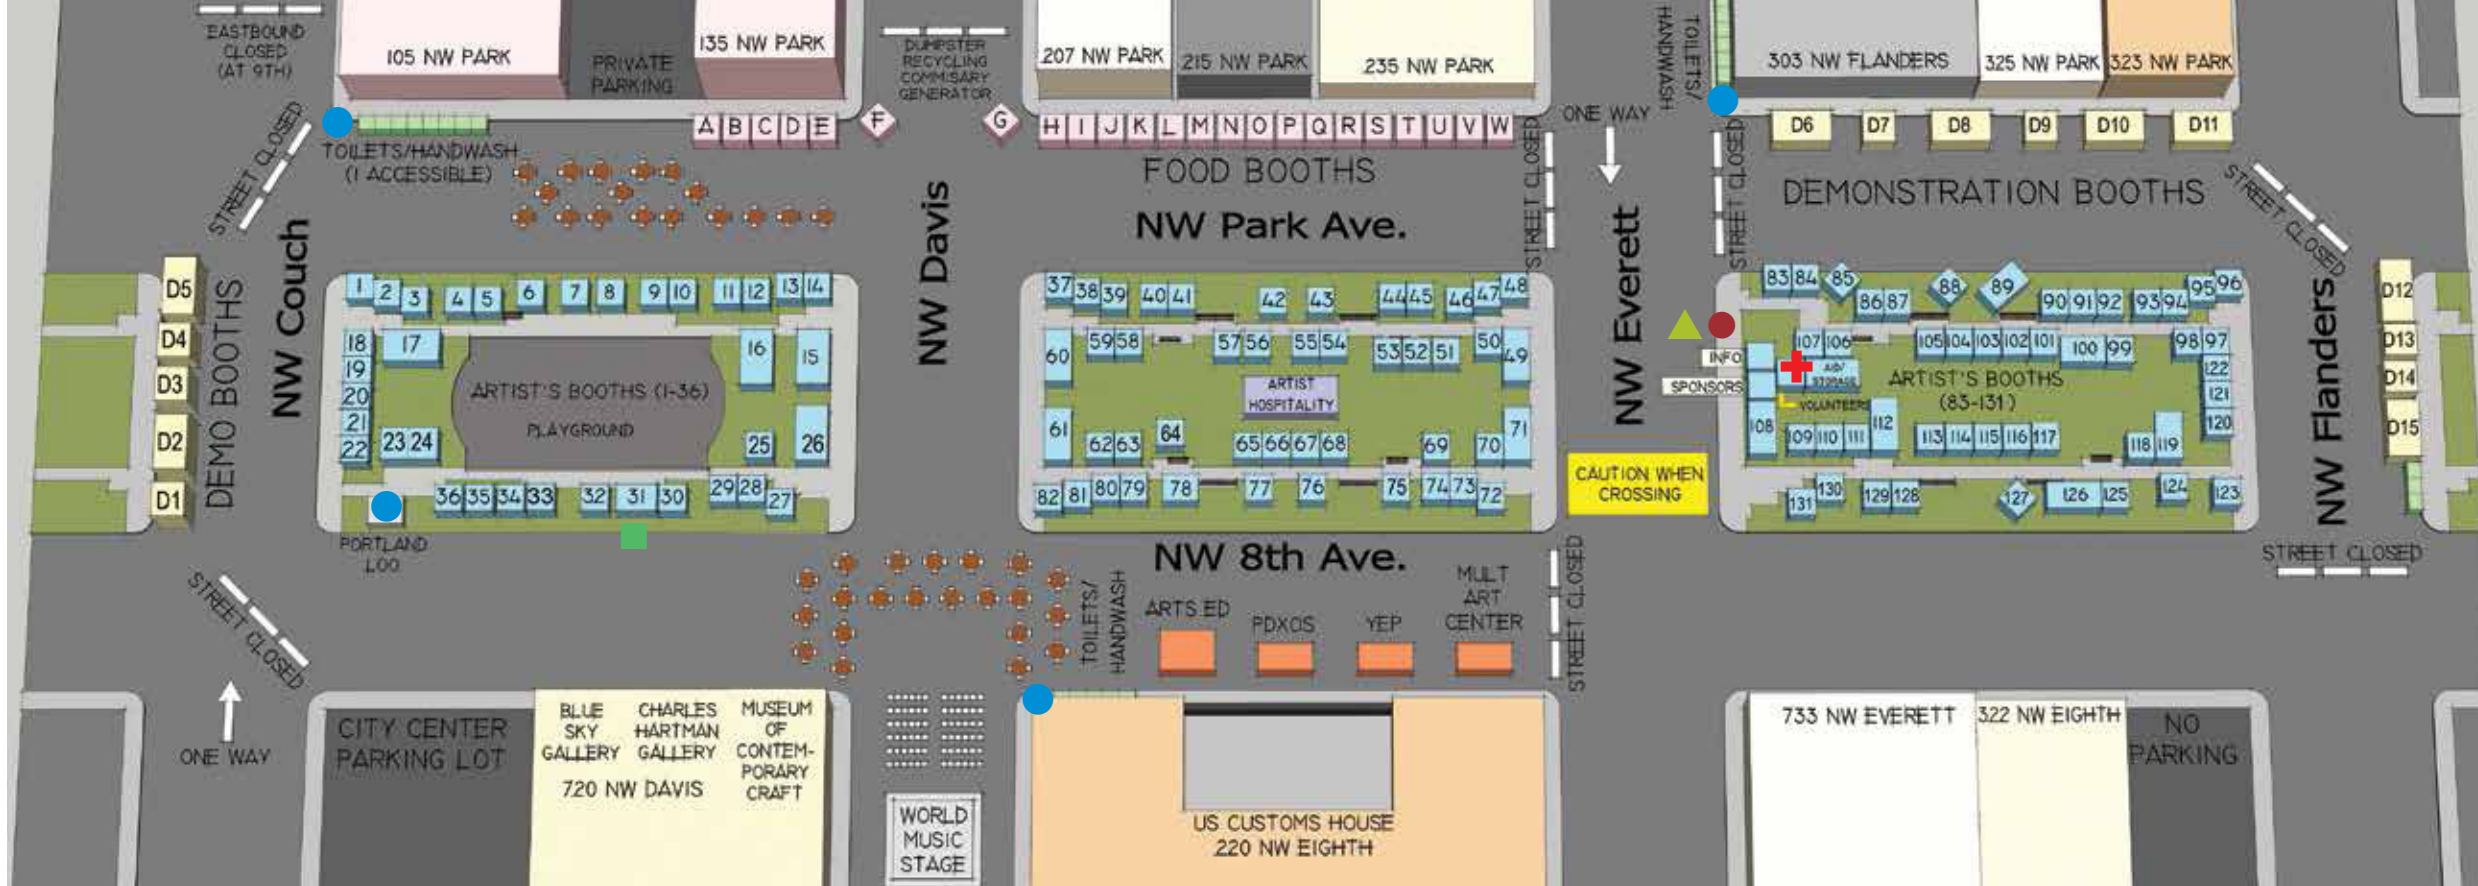 EASTBOUND
CLOSED
(AT 9TH)
105 NW PARK
PRIVATE
PARKING
135 NW PARK
DUMPSTER
RECYCLING
COMMISARY
GENERATOR
207 NW PARK
215 NW PARK
235 NW PARK
TOILETS/
HANDWASH
303 NW FLANDERS
325 NW PARK
323 NW PARK
STREET CLOSED
TOILETS/HANDWASH
(1 ACCESSIBLE)
A B C D E
F
G
H I J K L M N O P Q R S T U V W
FOOD BOOTHS
STREET CLOSED
ONE WAY
STREET CLOSED
D6 D7 D8 D9 D10 D11
DEMONSTRATION BOOTHS
STREET CLOSED
NW Park Ave.
D5
D4
D3
D2
D1
DEMO BOOTHS
NW Couch
1 2 3 4 5 6 7 8 9 10 11 12 13 14
18
19
20
21
22
17
16
15
ARTIST'S BOOTHS (1-36)
PLAYGROUND
23 24
25
26
36 35 34 33 32 31 30 29 28 27
PORTLAND
LOO
NW Davis
37 38 39 40 41 42 43 44 45 46 47 48
60
59 58
57 56
55 54
53 52 51
50
49
ARTIST
HOSPITALITY
61
62 63
64
65 66 67 68
69
70
71
82 81 80 79 78 77 76 75 74 73 72
NW Everett
CAUTION WHEN
CROSSING
83 84 85 86 87 88 89 90 91 92 93 94 95 96
INFO
SPONSORS
107 106
AID/
STORAGE
VOLUNTEERS
105 104 103 102 101 100 99
98 97
ARTIST'S BOOTHS
(83-131)
122
121
120
108
109 110 111 112
113 114 115 116 117
118 119
131 130 129 128 127 126 125 124 123
NW Flanders
D12
D13
D14
D15
STREET CLOSED
STREET CLOSED
NW 8th Ave.
TOILETS/
HANDWASH
ARTS ED
PDXOS
YEP
MULT
ART
CENTER
STREET CLOSED
ONE WAY
CITY CENTER
PARKING LOT
BLUE
SKY
GALLERY
CHARLES
HARTMAN
GALLERY
MUSEUM
OF
CONTEM-
PORARY
CRAFT
720 NW DAVIS
WORLD
MUSIC
STAGE
US CUSTOMS HOUSE
220 NW EIGHTH
733 NW EVERETT
322 NW EIGHTH
NO
PARKING